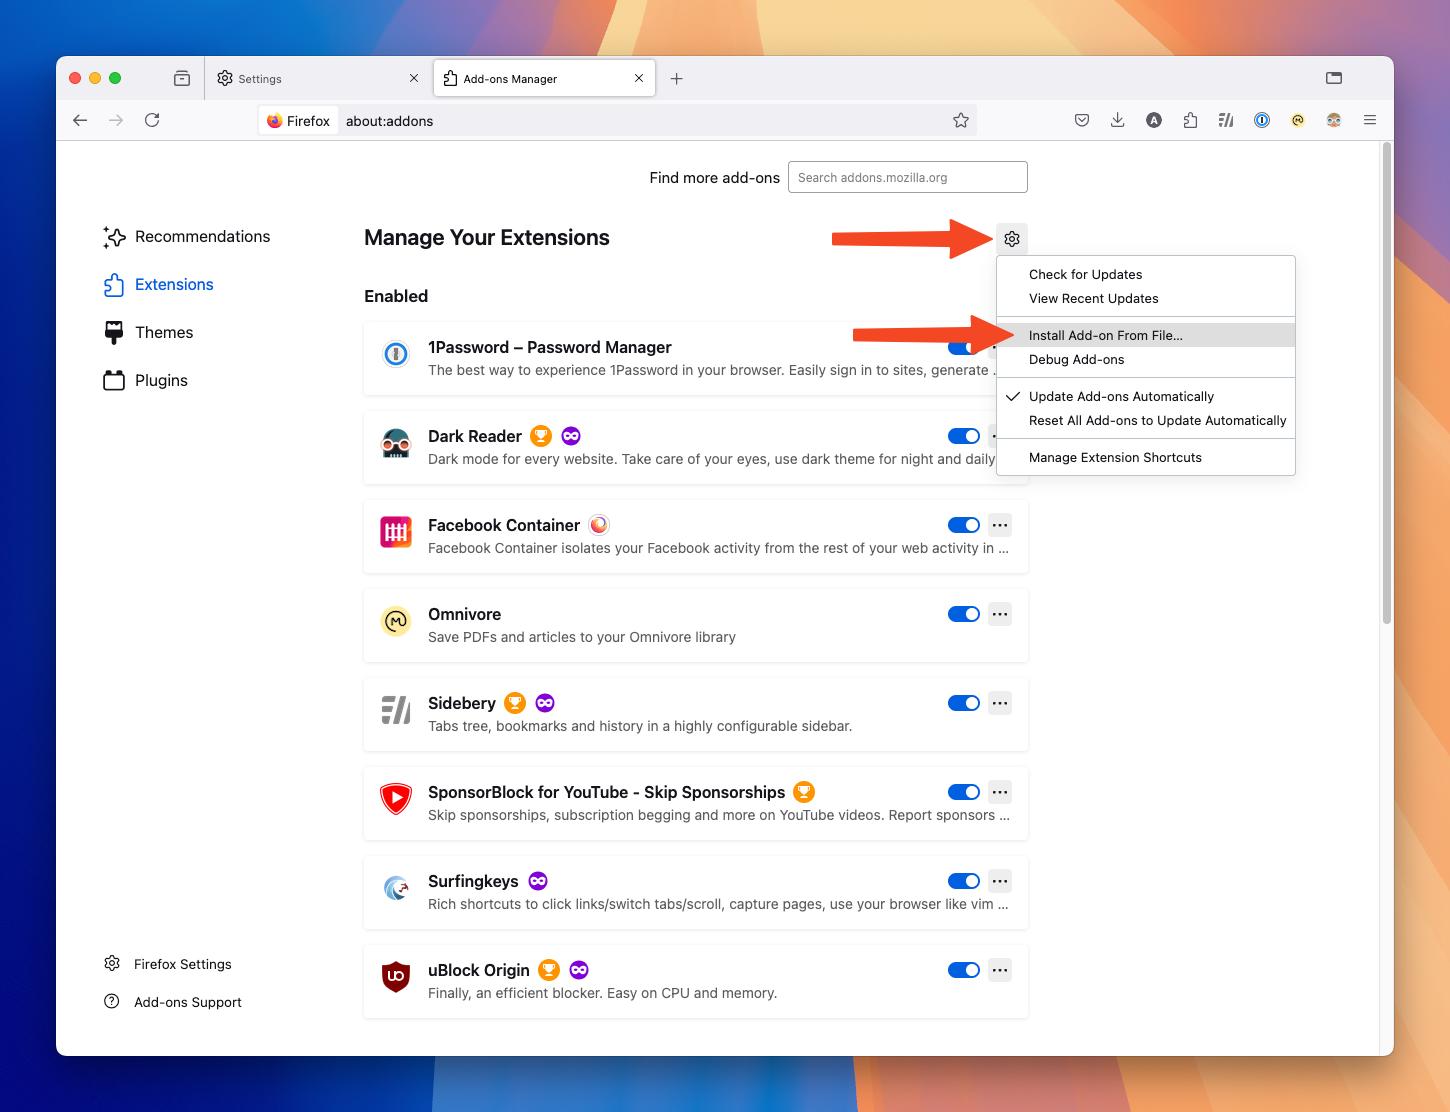 Settings
Add-ons Manager
Firefox
about:addons
Find more add-ons
Search addons.mozilla.org
Recommendations
Extensions
Themes
Plugins
Manage Your Extensions
Check for Updates
View Recent Updates
Install Add-on From File...
Debug Add-ons
Update Add-ons Automatically
Reset All Add-ons to Update Automatically
Manage Extension Shortcuts
Enabled
1Password – Password Manager
The best way to experience 1Password in your browser. Easily sign in to sites, generate
Dark Reader
Dark mode for every website. Take care of your eyes, use dark theme for night and daily
Facebook Container
Facebook Container isolates your Facebook activity from the rest of your web activity in ...
Omnivore
Save PDFs and articles to your Omnivore library
Sidebery
Tabs tree, bookmarks and history in a highly configurable sidebar.
SponsorBlock for YouTube - Skip Sponsorships
Skip sponsorships, subscription begging and more on YouTube videos. Report sponsors ...
Surfingkeys
Rich shortcuts to click links/switch tabs/scroll, capture pages, use your browser like vim ...
uBlock Origin
Finally, an efficient blocker. Easy on CPU and memory.
Firefox Settings
Add-ons Support